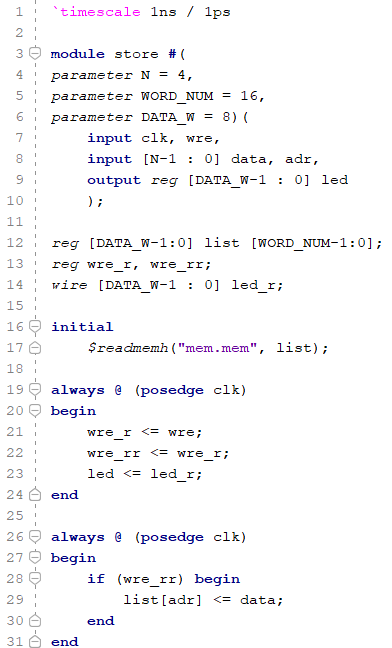 1 `timescale 1ns / 1ps
2
3 module store #(
4 parameter N = 4,
5 parameter WORD_NUM = 16,
6 parameter DATA_W = 8)(
7 input clk, wre,
8 input [N-1 : 0] data, adr,
9 output reg [DATA_W-1 : 0] led
10 );
11
12 reg [DATA_W-1:0] list [WORD_NUM-1:0];
13 reg wre_r, wre_rr;
14 wire [DATA_W-1 : 0] led_r;
15
16 initial
17 $readmemh("mem.mem", list);
18
19 always @ (posedge clk)
20 begin
21 wre_r <= wre;
22 wre_rr <= wre_r;
23 led <= led_r;
24 end
25
26 always @ (posedge clk)
27 begin
28 if (wre_rr) begin
29 list[adr] <= data;
30 end
31 end